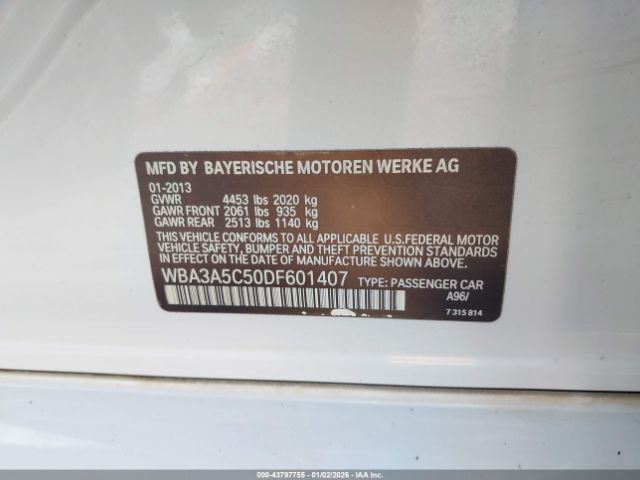 MFD BY BAYERISCHE MOTOREN WERKE AG
01-2013
GVWR 4453 lbs 2020 kg
GAWR FRONT 2061 lbs 935 kg
GAWR REAR 2513 lbs 1140 kg
THIS VEHICLE CONFORMS TO ALL APPLICABLE U.S.FEDERAL MOTOR
VEHICLE SAFETY, BUMPER AND THEFT PREVENTION STANDARDS
IN EFFECT ON THE DATE OF MANUFACTURE SHOWN ABOVE.
WBA3A5C50DF601407 TYPE: PASSENGER CAR
A96/
7 315 814
000-43797755 - 01/02/2026 - IAA Inc.